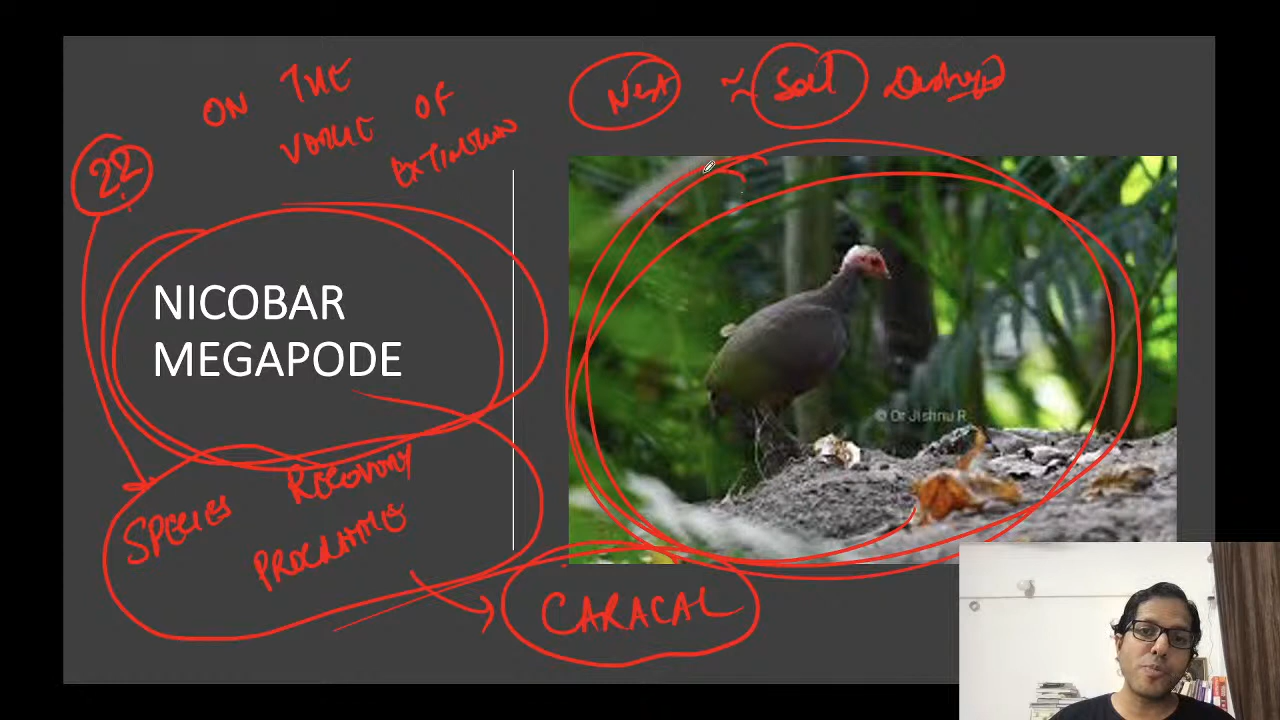 ON THE
VERGE OF
EXTINCTION
Nest ≈ Soil
22
NICOBAR
MEGAPODE
© Dr Jishnu R
SPECIES RECOVERY
PROGRAMME
CARACAL